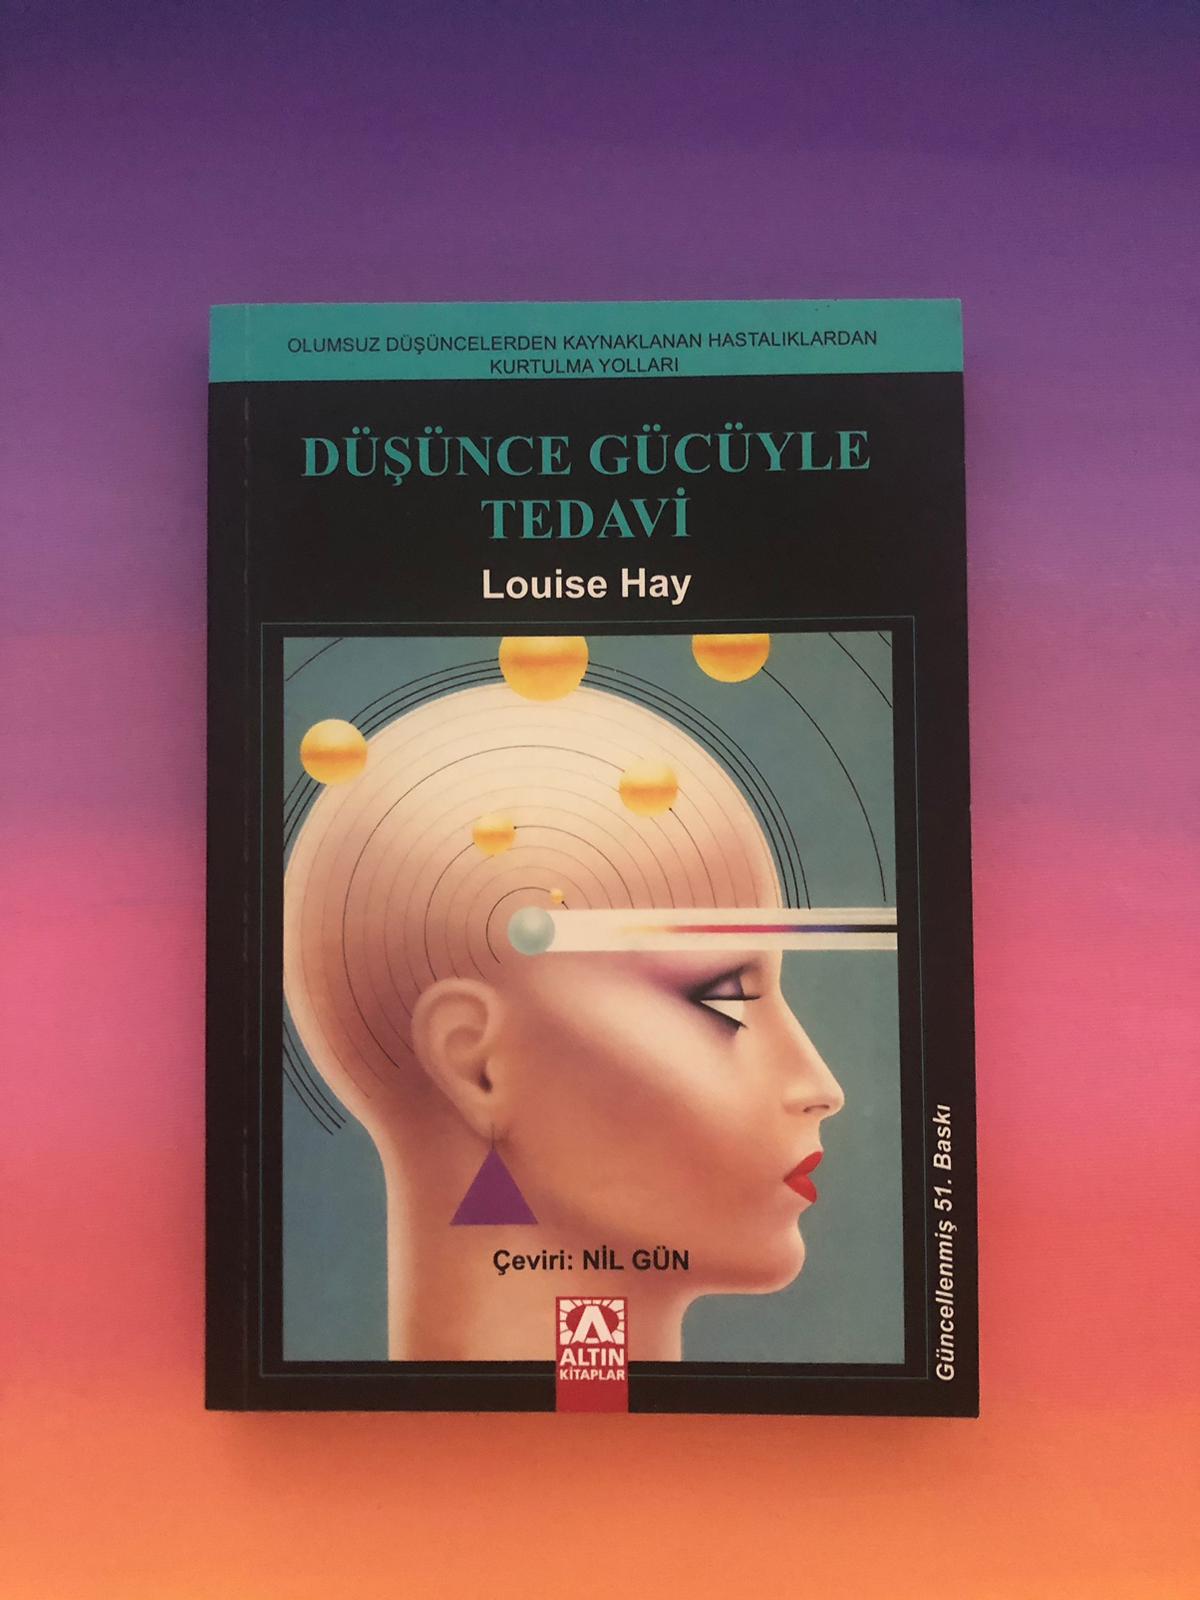 OLUMSUZ DÜŞÜNCELERDEN KAYNAKLANAN HASTALIKLARDAN
KURTULMA YOLLARI
DÜŞÜNCE GÜCÜYLE
TEDAVİ
Louise Hay
Çeviri: NİL GÜN
ALTIN
KİTAPLAR
Güncellenmiş 51. Baskı